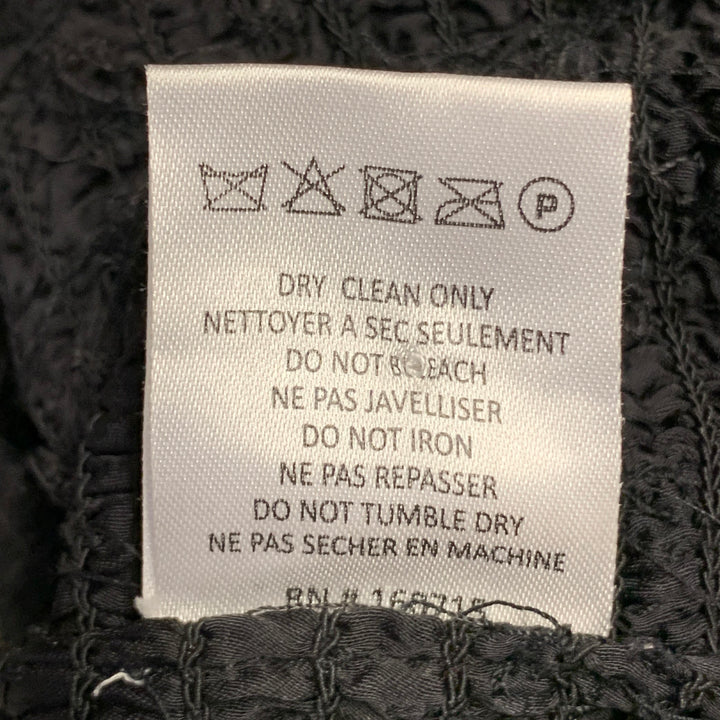 P
DRY CLEAN ONLY
NETTOYER A SEC SEULEMENT
DO NOT BLEACH
NE PAS JAVELLISER
DO NOT IRON
NE PAS REPASSER
DO NOT TUMBLE DRY
NE PAS SECHER EN MACHINE
RN #